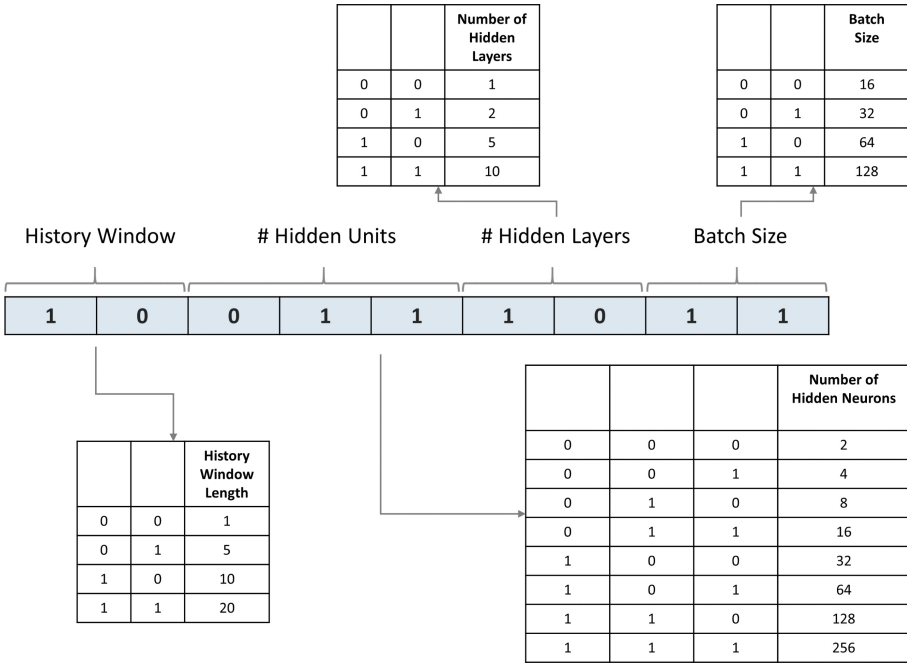 Number of
Hidden
Layers
0 0 1
0 1 2
1 0 5
1 1 10
Batch
Size
0 0 16
0 1 32
1 0 64
1 1 128
History Window
# Hidden Units
# Hidden Layers
Batch Size
1 0 0 1 1 1 0 1 1
History
Window
Length
0 0 1
0 1 5
1 0 10
1 1 20
Number of
Hidden Neurons
0 0 0 2
0 0 1 4
0 1 0 8
0 1 1 16
1 0 0 32
1 0 1 64
1 1 0 128
1 1 1 256